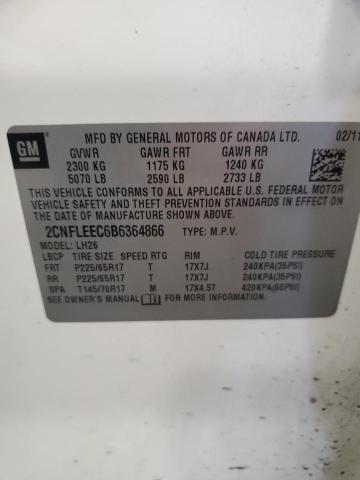 GM
MFD BY GENERAL MOTORS OF CANADA LTD. 02/11
GVWR GAWR FRT GAWR RR
2300 KG 1175 KG 1240 KG
5070 LB 2590 LB 2733 LB
THIS VEHICLE CONFORMS TO ALL APPLICABLE U.S. FEDERAL MOTOR
VEHICLE SAFETY AND THEFT PREVENTION STANDARDS IN EFFECT ON
THE DATE OF MANUFACTURE SHOWN ABOVE.
2CNFLEEC6B6364866 TYPE: M.P.V.
MODEL: LH26
LBCP TIRE SIZE SPEED RTG RIM COLD TIRE PRESSURE
FRT P225/65R17 T 17X7J 240KPA(35PSI)
RR P225/65R17 T 17X7J 240KPA(35PSI)
SPA T145/70R17 M 17X4.5T 420KPA(60PSI)
SEE OWNER'S MANUAL FOR MORE INFORMATION